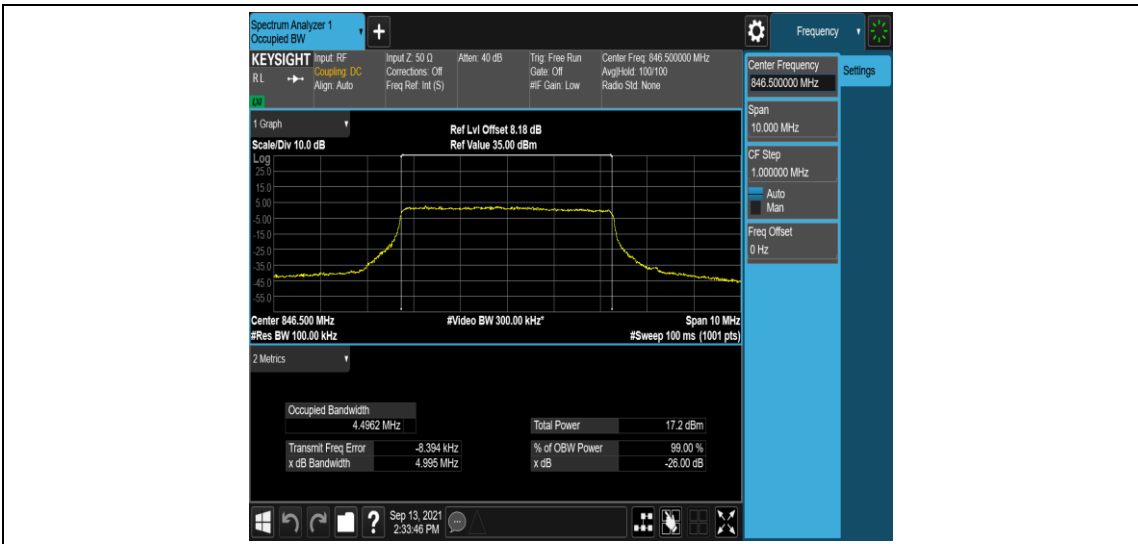 Spectrum Analyzer 1
Occupied BW
+
Frequency
KEYSIGHT
RL
LXI
Input: RF
Coupling: DC
Align: Auto
Input Z: 50 Ω
Corrections: Off
Freq Ref: Int (S)
Atten: 40 dB
Trig: Free Run
Gate: Off
#IF Gain: Low
Center Freq: 846.500000 MHz
Avg|Hold: 100/100
Radio Std: None
Center Frequency
846.500000 MHz
Settings
Span
10.000 MHz
CF Step
1.000000 MHz
Auto
Man
Freq Offset
0 Hz
1 Graph
Ref Lvl Offset 8.18 dB
Scale/Div 10.0 dB
Ref Value 35.00 dBm
Log
25.0
15.0
5.00
-5.00
-15.0
-25.0
-35.0
-45.0
-55.0
Center 846.500 MHz
#Video BW 300.00 kHz*
Span 10 MHz
#Res BW 100.00 kHz
#Sweep 100 ms (1001 pts)
2 Metrics
Occupied Bandwidth
4.4962 MHz
Total Power 17.2 dBm
Transmit Freq Error -8.394 kHz
% of OBW Power 99.00 %
x dB Bandwidth 4.995 MHz
x dB -26.00 dB
?
Sep 13, 2021
2:33:46 PM